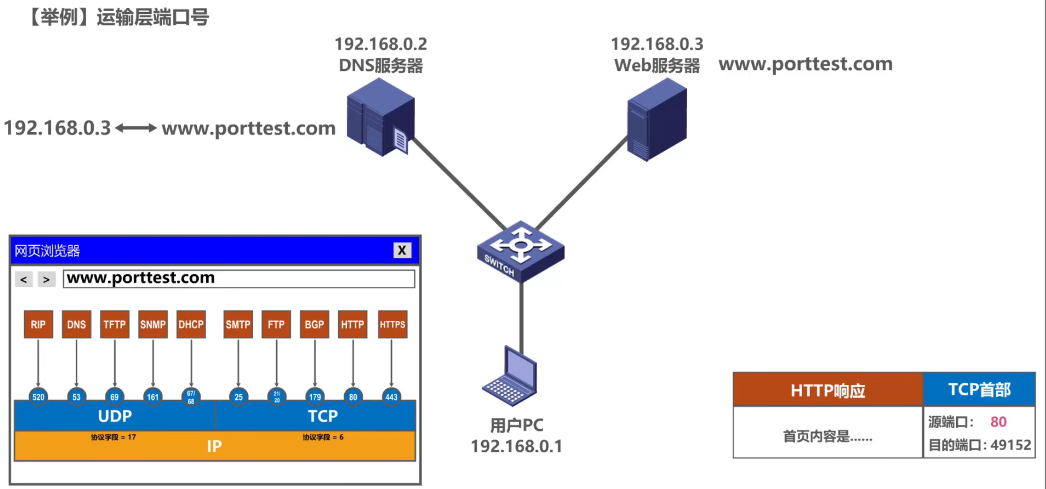 【举例】运输层端口号
192.168.0.2
DNS服务器
192.168.0.3
Web服务器
www.porttest.com
192.168.0.3
www.porttest.com
SWITCH
用户PC
192.168.0.1
网页浏览器
X
< >
www.porttest.com
RIP DNS TFTP SNMP DHCP SMTP FTP BGP HTTP HTTPS
520 53 69 161 67/68 25 21/20 179 80 443
UDP TCP
协议字段 = 17 协议字段 = 6
IP
HTTP响应 TCP首部
首页内容是......
源端口： 80
目的端口：49152